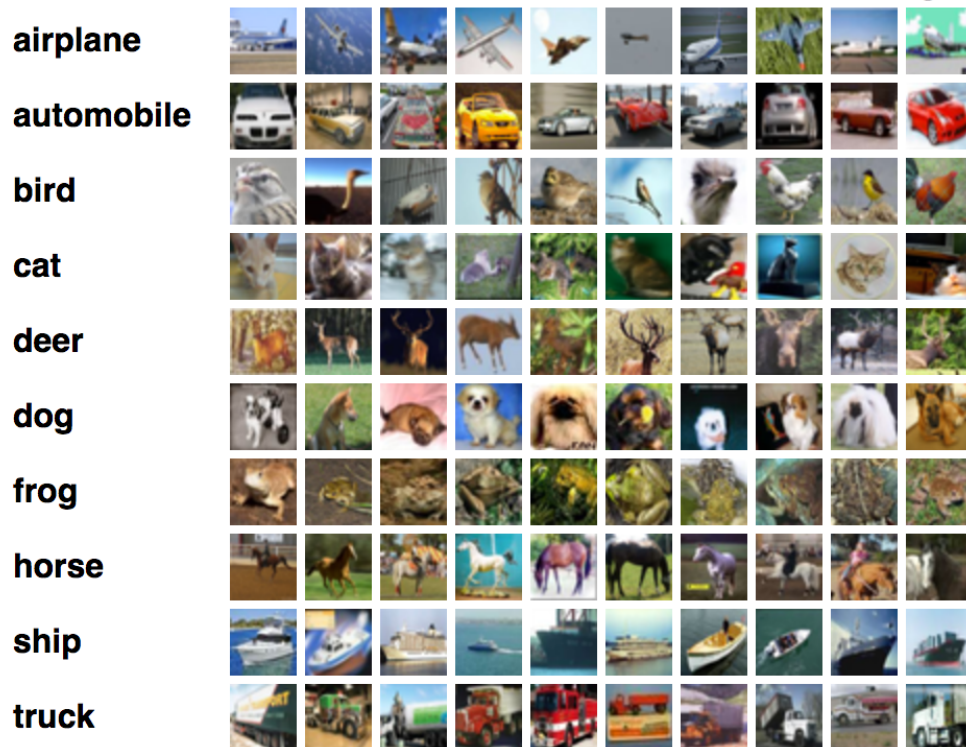 airplane
automobile
bird
cat
deer
dog
frog
horse
ship
truck